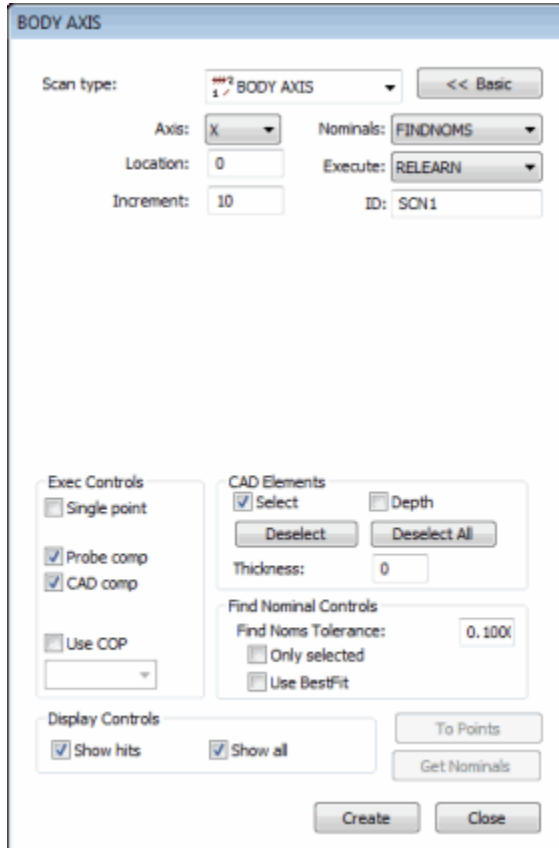 BODY AXIS
Scan type: BODY AXIS << Basic
Axis: X Nominals: FINDNOMS
Location: 0 Execute: RELEARN
Increment: 10 ID: SCN1
Exec Controls
Single point
Probe comp
CAD comp
Use COP
CAD Elements
Select Depth
Deselect Deselect All
Thickness: 0
Find Nominal Controls
Find Noms Tolerance: 0.100
Only selected
Use BestFit
Display Controls
Show hits Show all
To Points
Get Nominals
Create Close